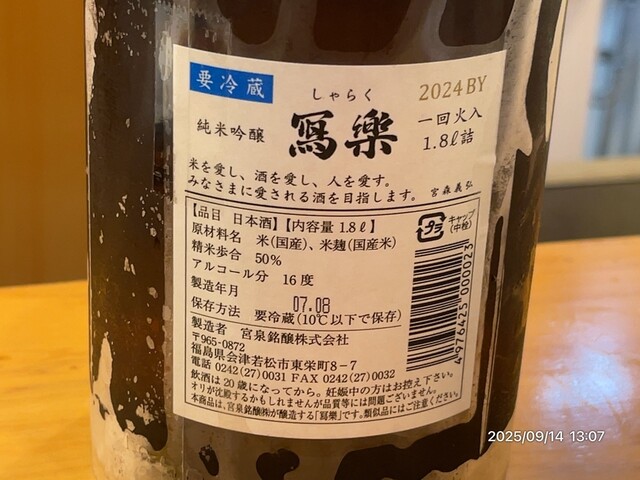 要冷蔵
しゃらく
2024BY
純米吟醸
寫樂
一回火入
1.8ℓ詰
米を愛し、酒を愛し、人を愛す。
みなさまに愛される酒を目指します。 宮森義弘
【品目 日本酒】【内容量 1.8ℓ】
原材料名 米(国産)、米麹(国産米)
精米歩合 50%
アルコール分 16度
製造年月 07.08
保存方法 要冷蔵(10℃以下で保存)
製造者 宮泉銘醸株式会社
〒965-0872
福島県会津若松市東栄町8-7
電話 0242(27)0031 FAX 0242(27)0032
飲酒は20歳になってから。妊娠中の方はお控え下さい。
オリが沈殿するかもしれませんが品質等には問題ございません。
本商品は、宮泉銘醸㈱が醸造する「寫樂」です。類似品にはご注意ください。
プラ
キャップ
(中栓)
4976425 000023
2025/09/14 13:07